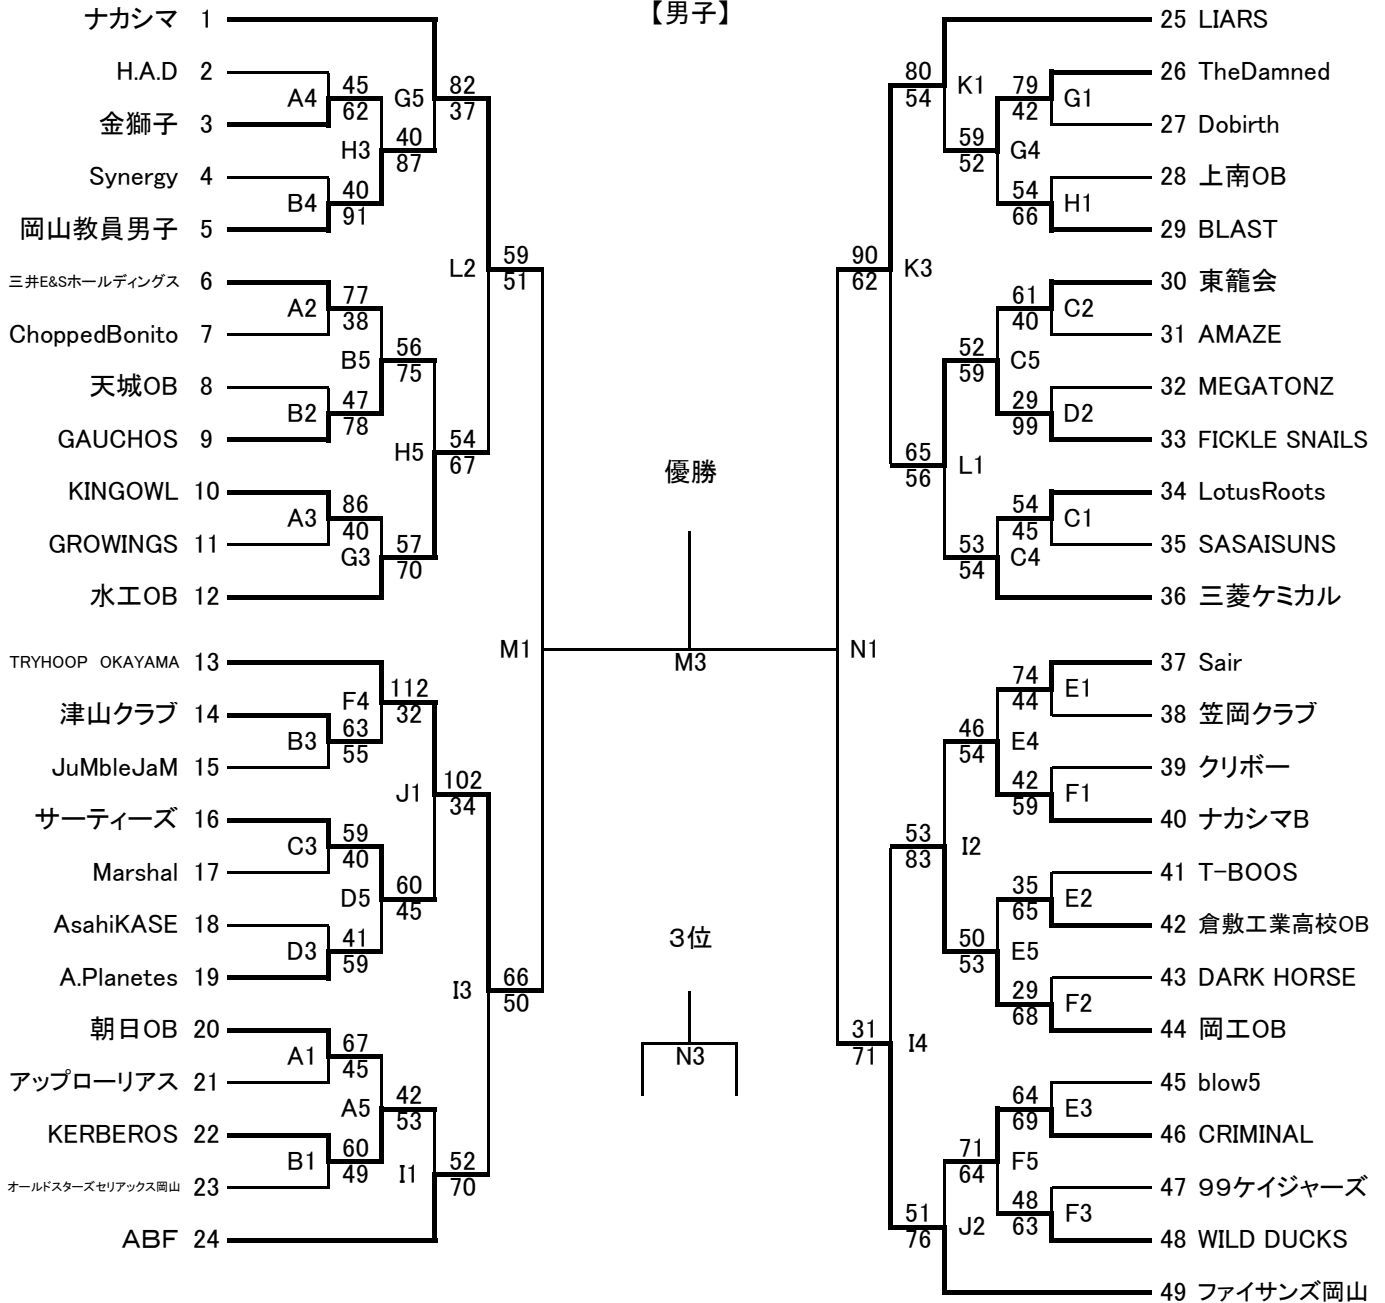 【男子】
ナカシマ 1
H.A.D 2
金獅子 3
Synergy 4
岡山教員男子 5
三井E&Sホールディングス 6
ChoppedBonito 7
天城OB 8
GAUCHOS 9
KINGOWL 10
GROWINGS 11
水工OB 12
TRYHOOP OKAYAMA 13
津山クラブ 14
JuMbleJaM 15
サーティーズ 16
Marshal 17
AsahiKASE 18
A.Planetes 19
朝日OB 20
アップローリアス 21
KERBEROS 22
オールドスターズセリアックス岡山 23
ABF 24
A4
45
62
B4
40
91
A2
77
38
B2
47
78
A3
86
40
B3
63
55
C3
59
40
D3
41
59
A1
67
45
B1
60
49
H3
40
87
B5
56
75
G3
57
70
F4
112
32
D5
60
45
A5
42
53
G5
82
37
H5
54
67
J1
102
34
I1
52
70
L2
59
51
I3
66
50
M1
優勝
M3
3位
N3
N1
90
62
K3
31
71
I4
80
54
K1
65
56
L1
53
83
I2
51
76
J2
59
52
G4
52
59
C5
53
54
C4
46
54
E4
50
53
E5
71
64
F5
79
42
G1
54
66
H1
61
40
C2
29
99
D2
54
45
C1
74
44
E1
42
59
F1
35
65
E2
29
68
F2
64
69
E3
48
63
F3
25 LIARS
26 TheDamned
27 Dobirth
28 上南OB
29 BLAST
30 東籠会
31 AMAZE
32 MEGATONZ
33 FICKLE SNAILS
34 LotusRoots
35 SASAISUNS
36 三菱ケミカル
37 Sair
38 笠岡クラブ
39 クリボー
40 ナカシマB
41 T-BOOS
42 倉敷工業高校OB
43 DARK HORSE
44 岡工OB
45 blow5
46 CRIMINAL
47 99ケイジャーズ
48 WILD DUCKS
49 ファイサンズ岡山